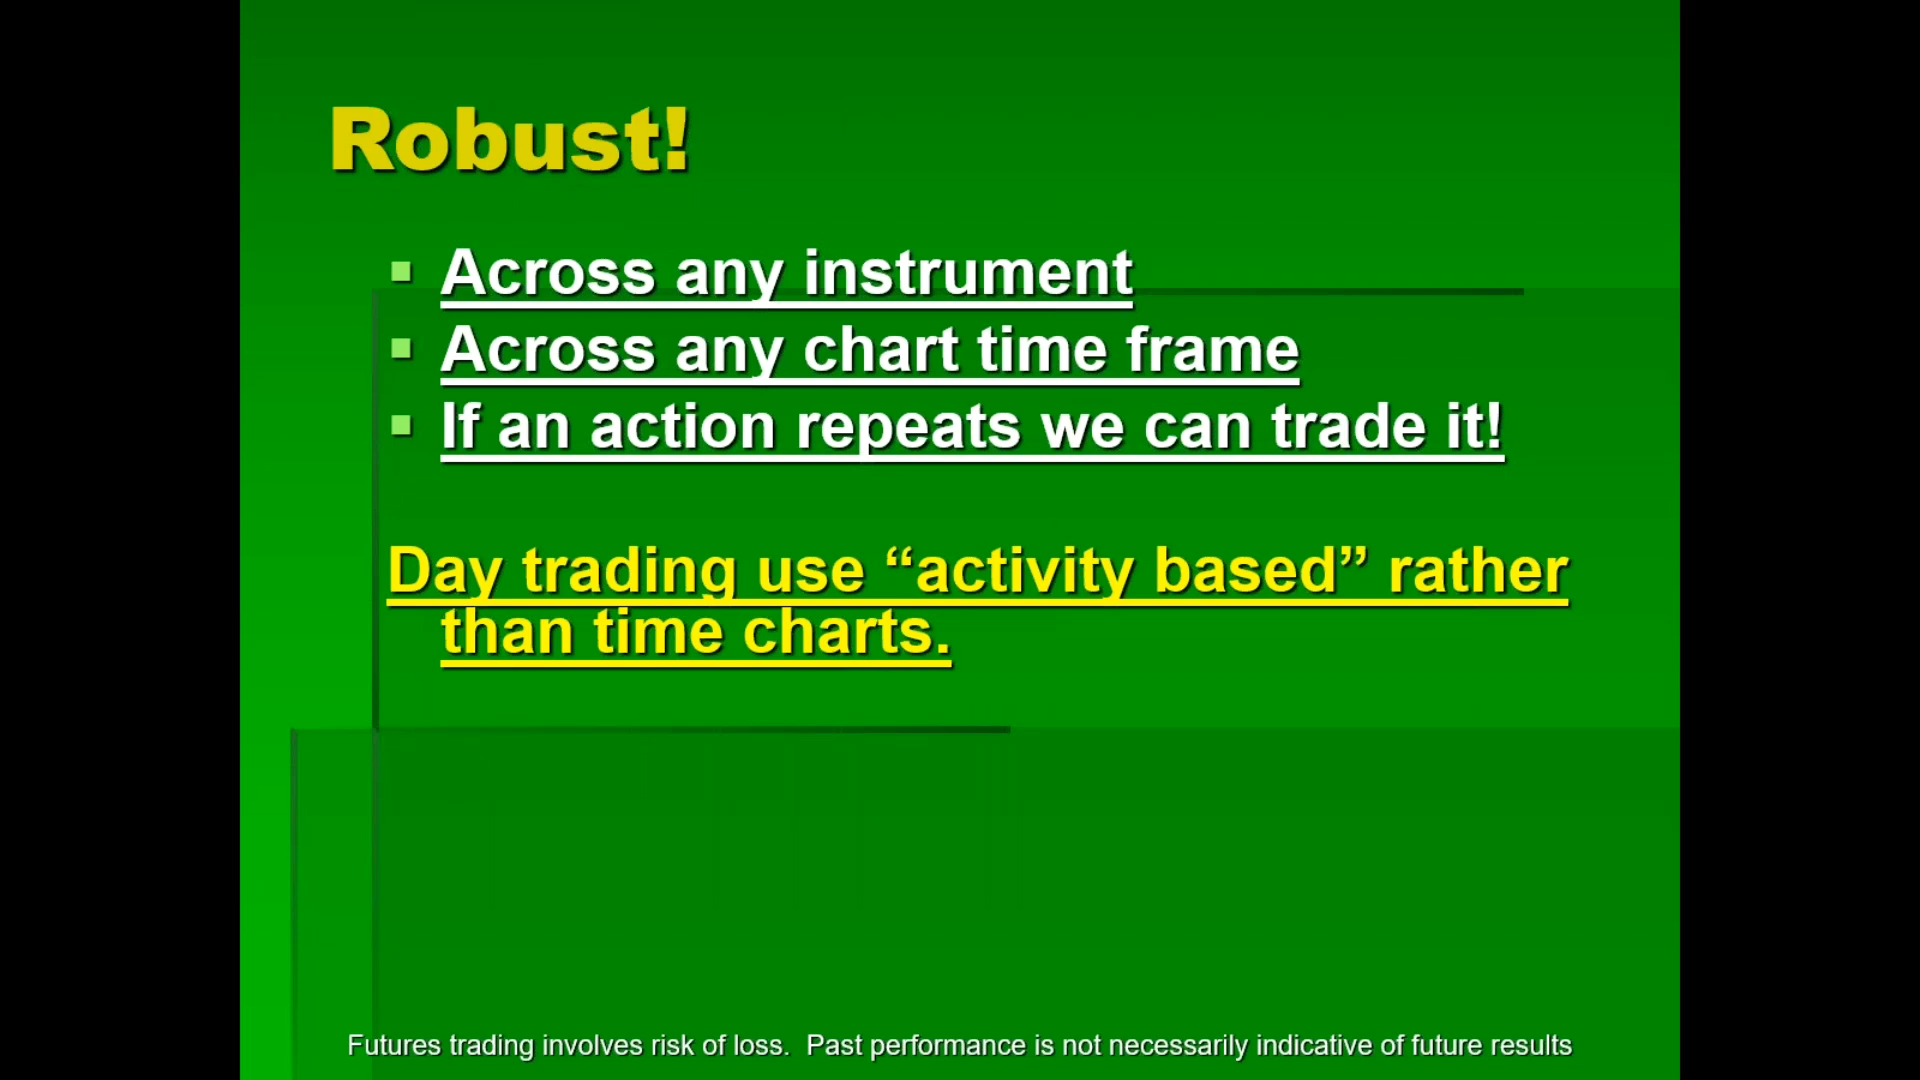 Robust!
Across any instrument
Across any chart time frame
If an action repeats we can trade it!
Day trading use “activity based” rather
than time charts.
Futures trading involves risk of loss.  Past performance is not necessarily indicative of future results